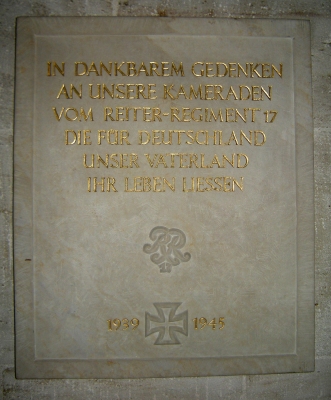 IN DANKBAREM GEDENKEN
AN UNSERE KAMERADEN
VOM REITER-REGIMENT 17
DIE FÜR DEUTSCHLAND
UNSER VATERLAND
IHR LEBEN LIESSEN
17
1939 1945